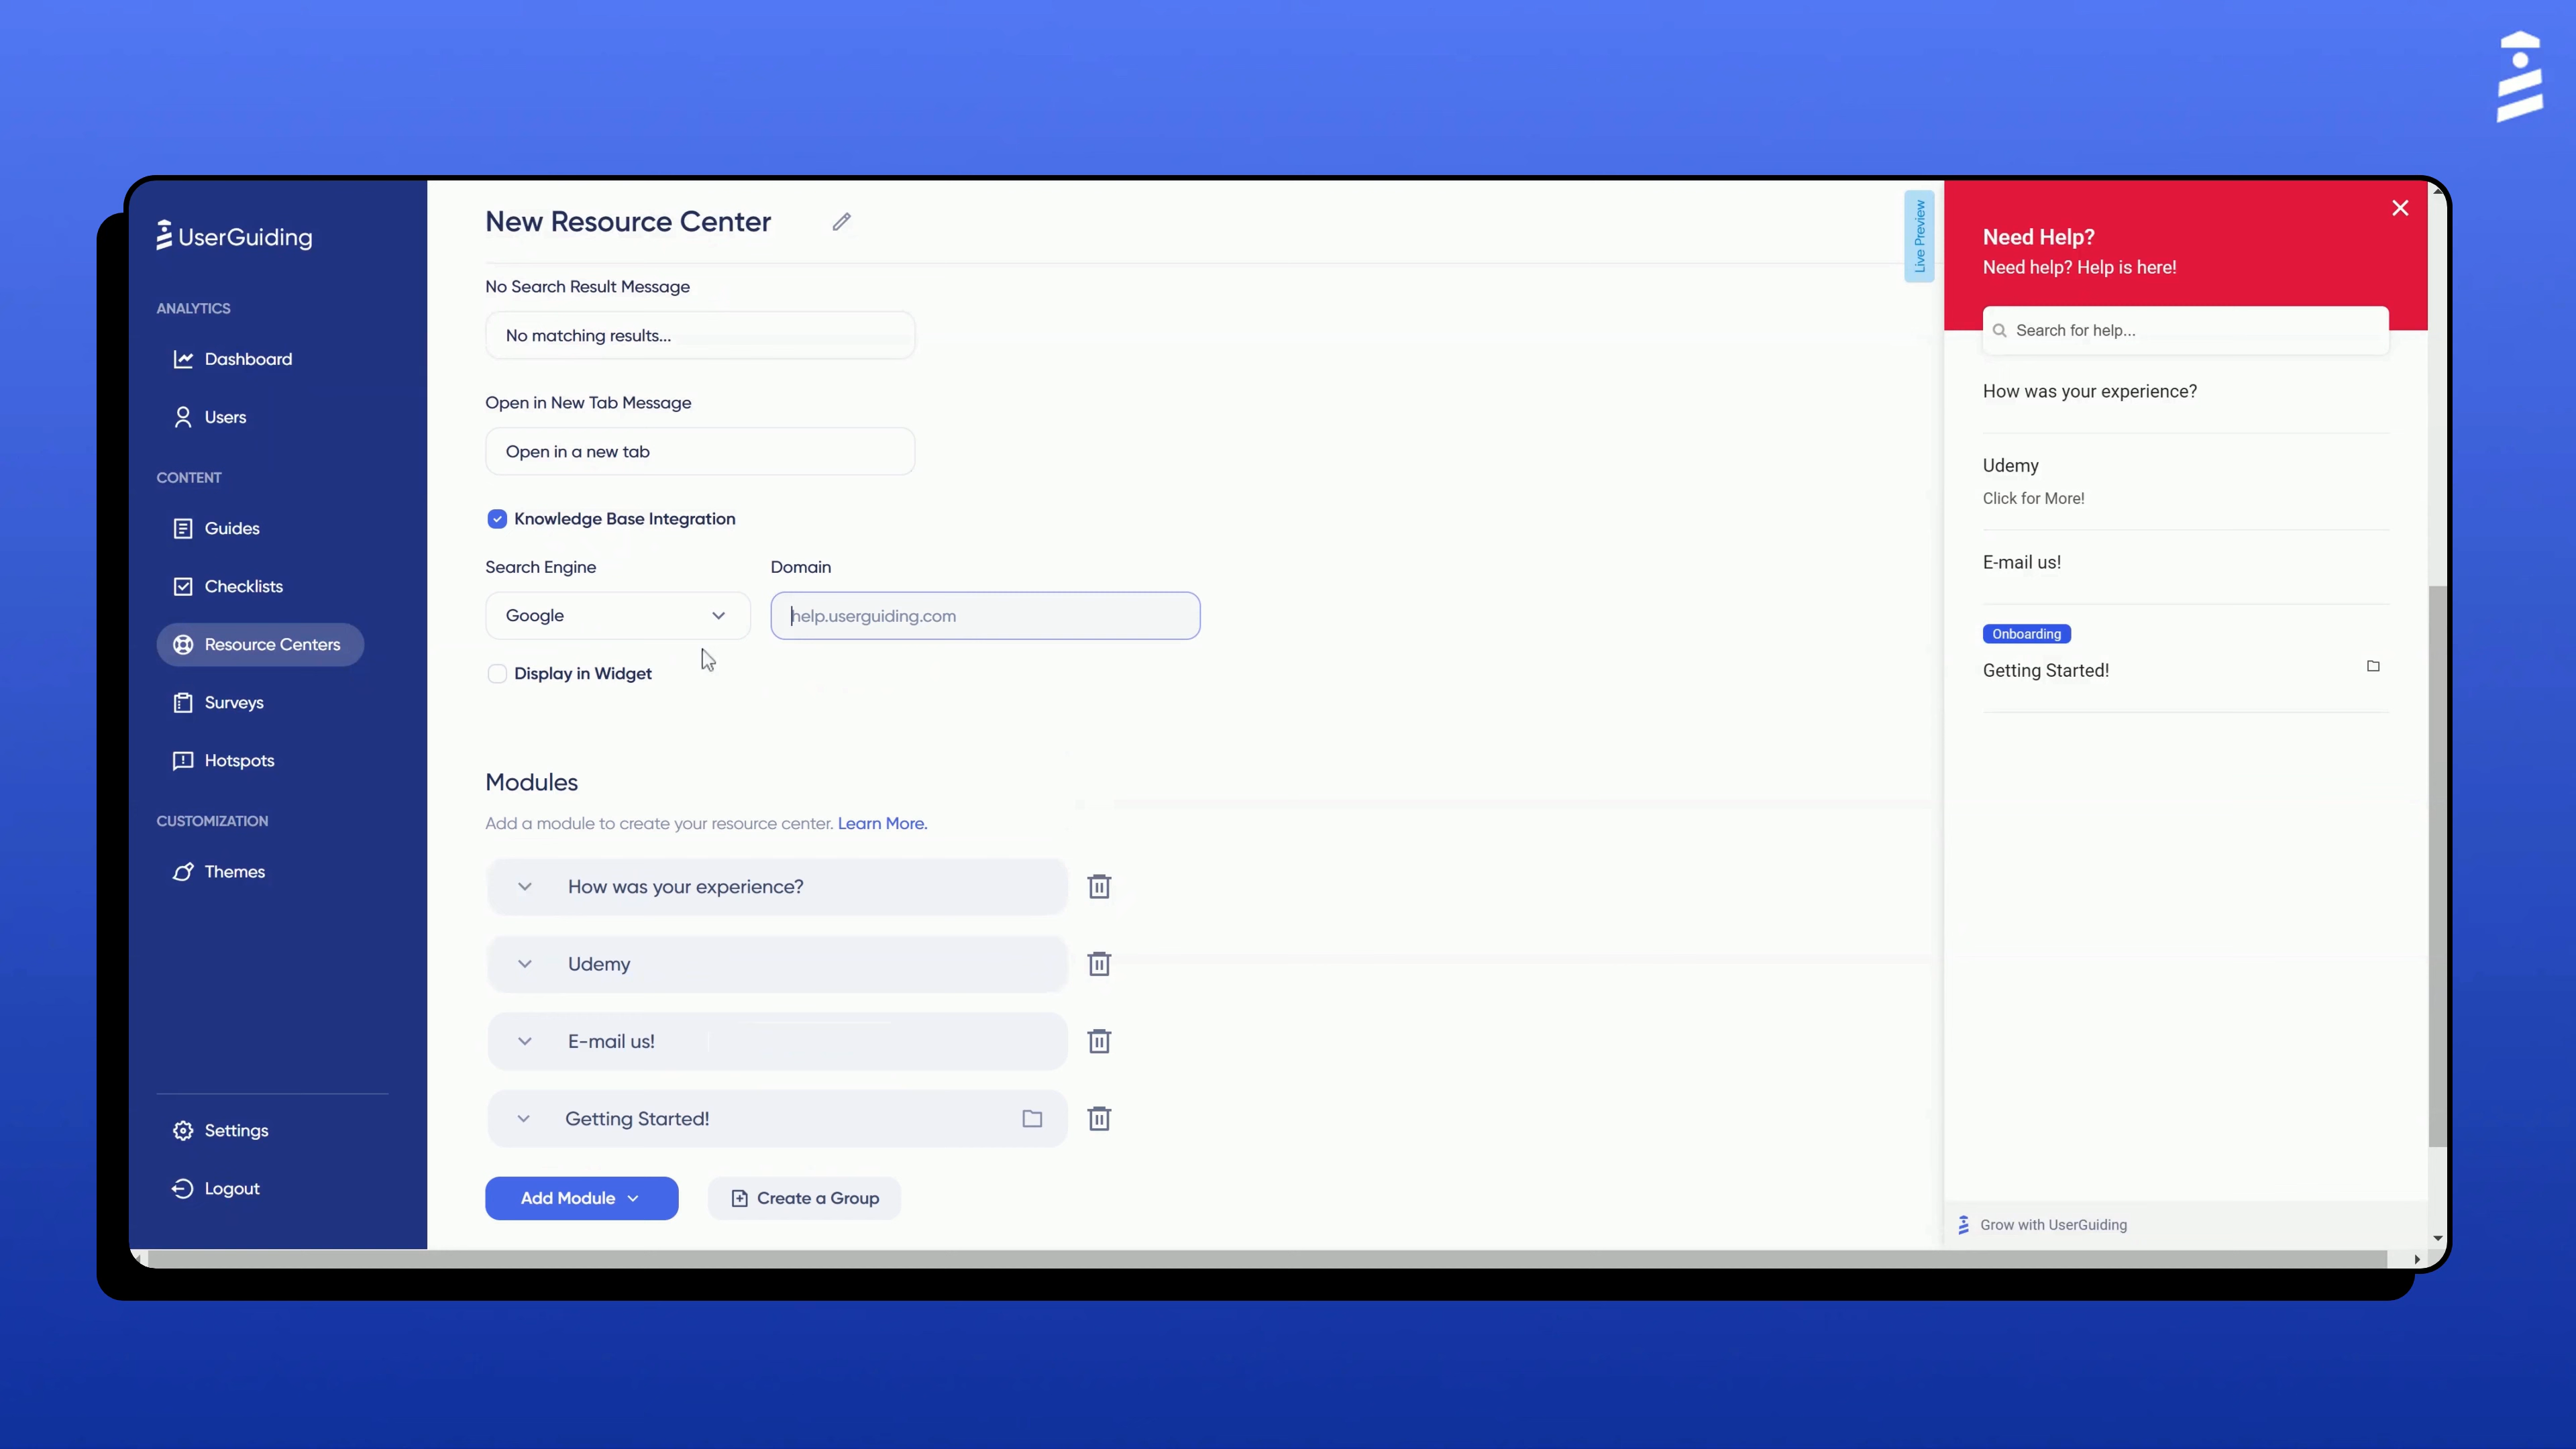 UserGuiding
ANALYTICS
Dashboard
Users
CONTENT
Guides
Checklists
Resource Centers
Surveys
Hotspots
CUSTOMIZATION
Themes
Settings
Logout
New Resource Center
No Search Result Message
No matching results...
Open in New Tab Message
Open in a new tab
Knowledge Base Integration
Search Engine
Domain
Google
help.userguiding.com
Display in Widget
Modules
Add a module to create your resource center. Learn More.
How was your experience?
Udemy
E-mail us!
Getting Started!
Add Module
Create a Group
Live Preview
Need Help?
Need help? Help is here!
Search for help...
How was your experience?
Udemy
Click for More!
E-mail us!
Onboarding
Getting Started!
Grow with UserGuiding